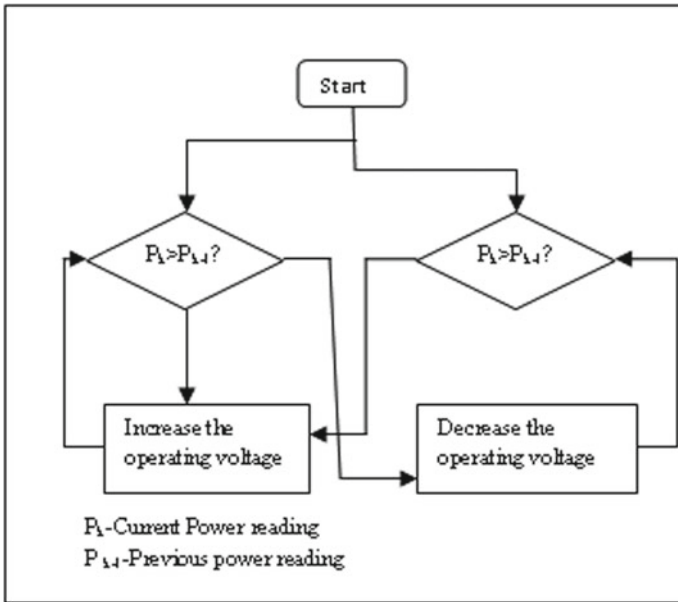 Start
Pₖ>Pₖ₋₁?
Pₖ>Pₖ₋₁?
Increase the
operating voltage
Decrease the
operating voltage
Pₖ-Current Power reading
Pₖ₋₁-Previous power reading